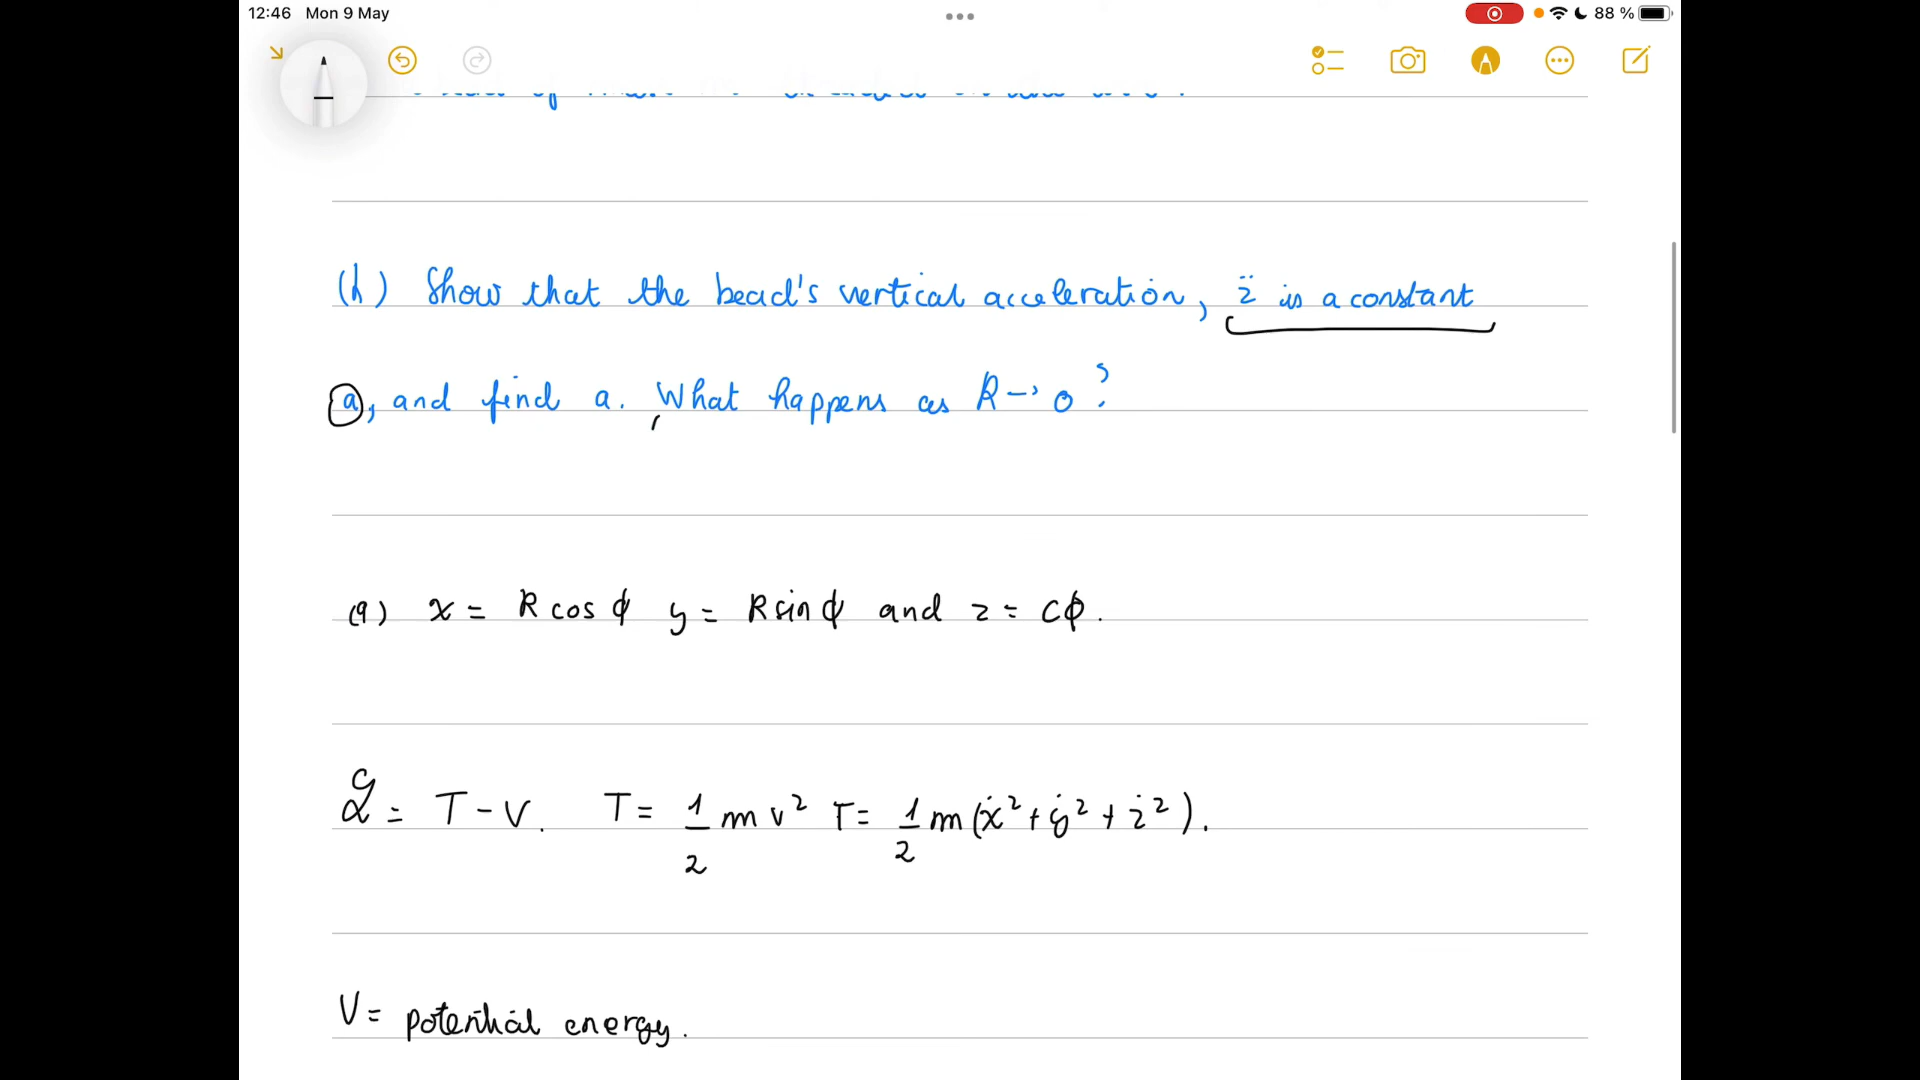 12:46 Mon 9 May
88 %
(b) Show that the bead's vertical acceleration, z̈ is a constant
a, and find a. What happens as R → 0?
(a) x = R cos ϕ y = R sin ϕ and z = cϕ.
ℒ = T - V. T = 1/2 m v² T = 1/2 m (ẋ² + ẏ² + ż²).
V = potential energy.